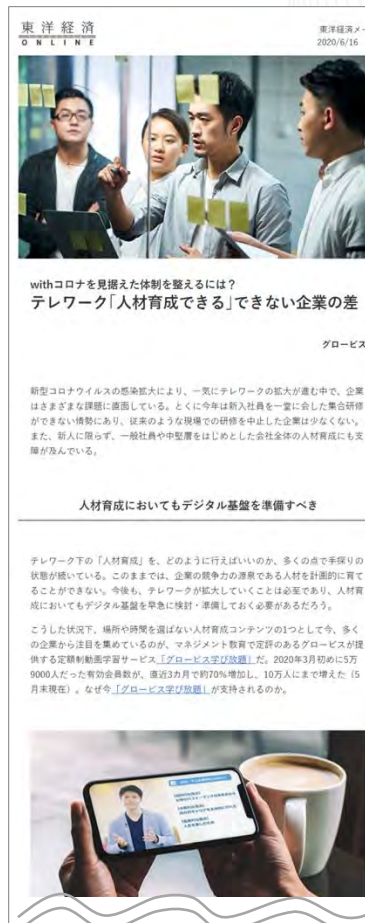 東洋経済
ONLINE
東洋経済メー
2020/6/16
withコロナを見据えた体制を整えるには？
テレワーク「人材育成できる」できない企業の差
グロービス
新型コロナウイルスの感染拡大により、一気にテレワークの拡大が進む中で、企業
はさまざまな課題に直面している。とくに今年は新入社員を一堂に会した集合研修
ができない情勢にあり、従来のような現場での研修を中止した企業は少なくない。
また、新人に限らず、一般社員や中堅層をはじめとした会社全体の人材育成にも支
障が及んでいる。
人材育成においてもデジタル基盤を準備すべき
テレワーク下の「人材育成」を、どのように行えばいいのか、多くの点で手探りの
状態が続いている。このままでは、企業の競争力の源泉である人材を計画的に育て
ることができない。今後も、テレワークが拡大していくことは必至であり、人材育
成においてもデジタル基盤を早急に検討・準備しておく必要があるだろう。
こうした状況下、場所や時間を選ばない人材育成コンテンツの1つとして今、多く
の企業から注目を集めているのが、マネジメント教育で定評のあるグロービスが提
供する定額制動画学習サービス「グロービス学び放題」だ。2020年3月初めに5万
9000人だった有効会員数が、直近3カ月で約70%増加し、10万人にまで増えた（5
月末現在）。なぜ今「グロービス学び放題」が支持されるのか。